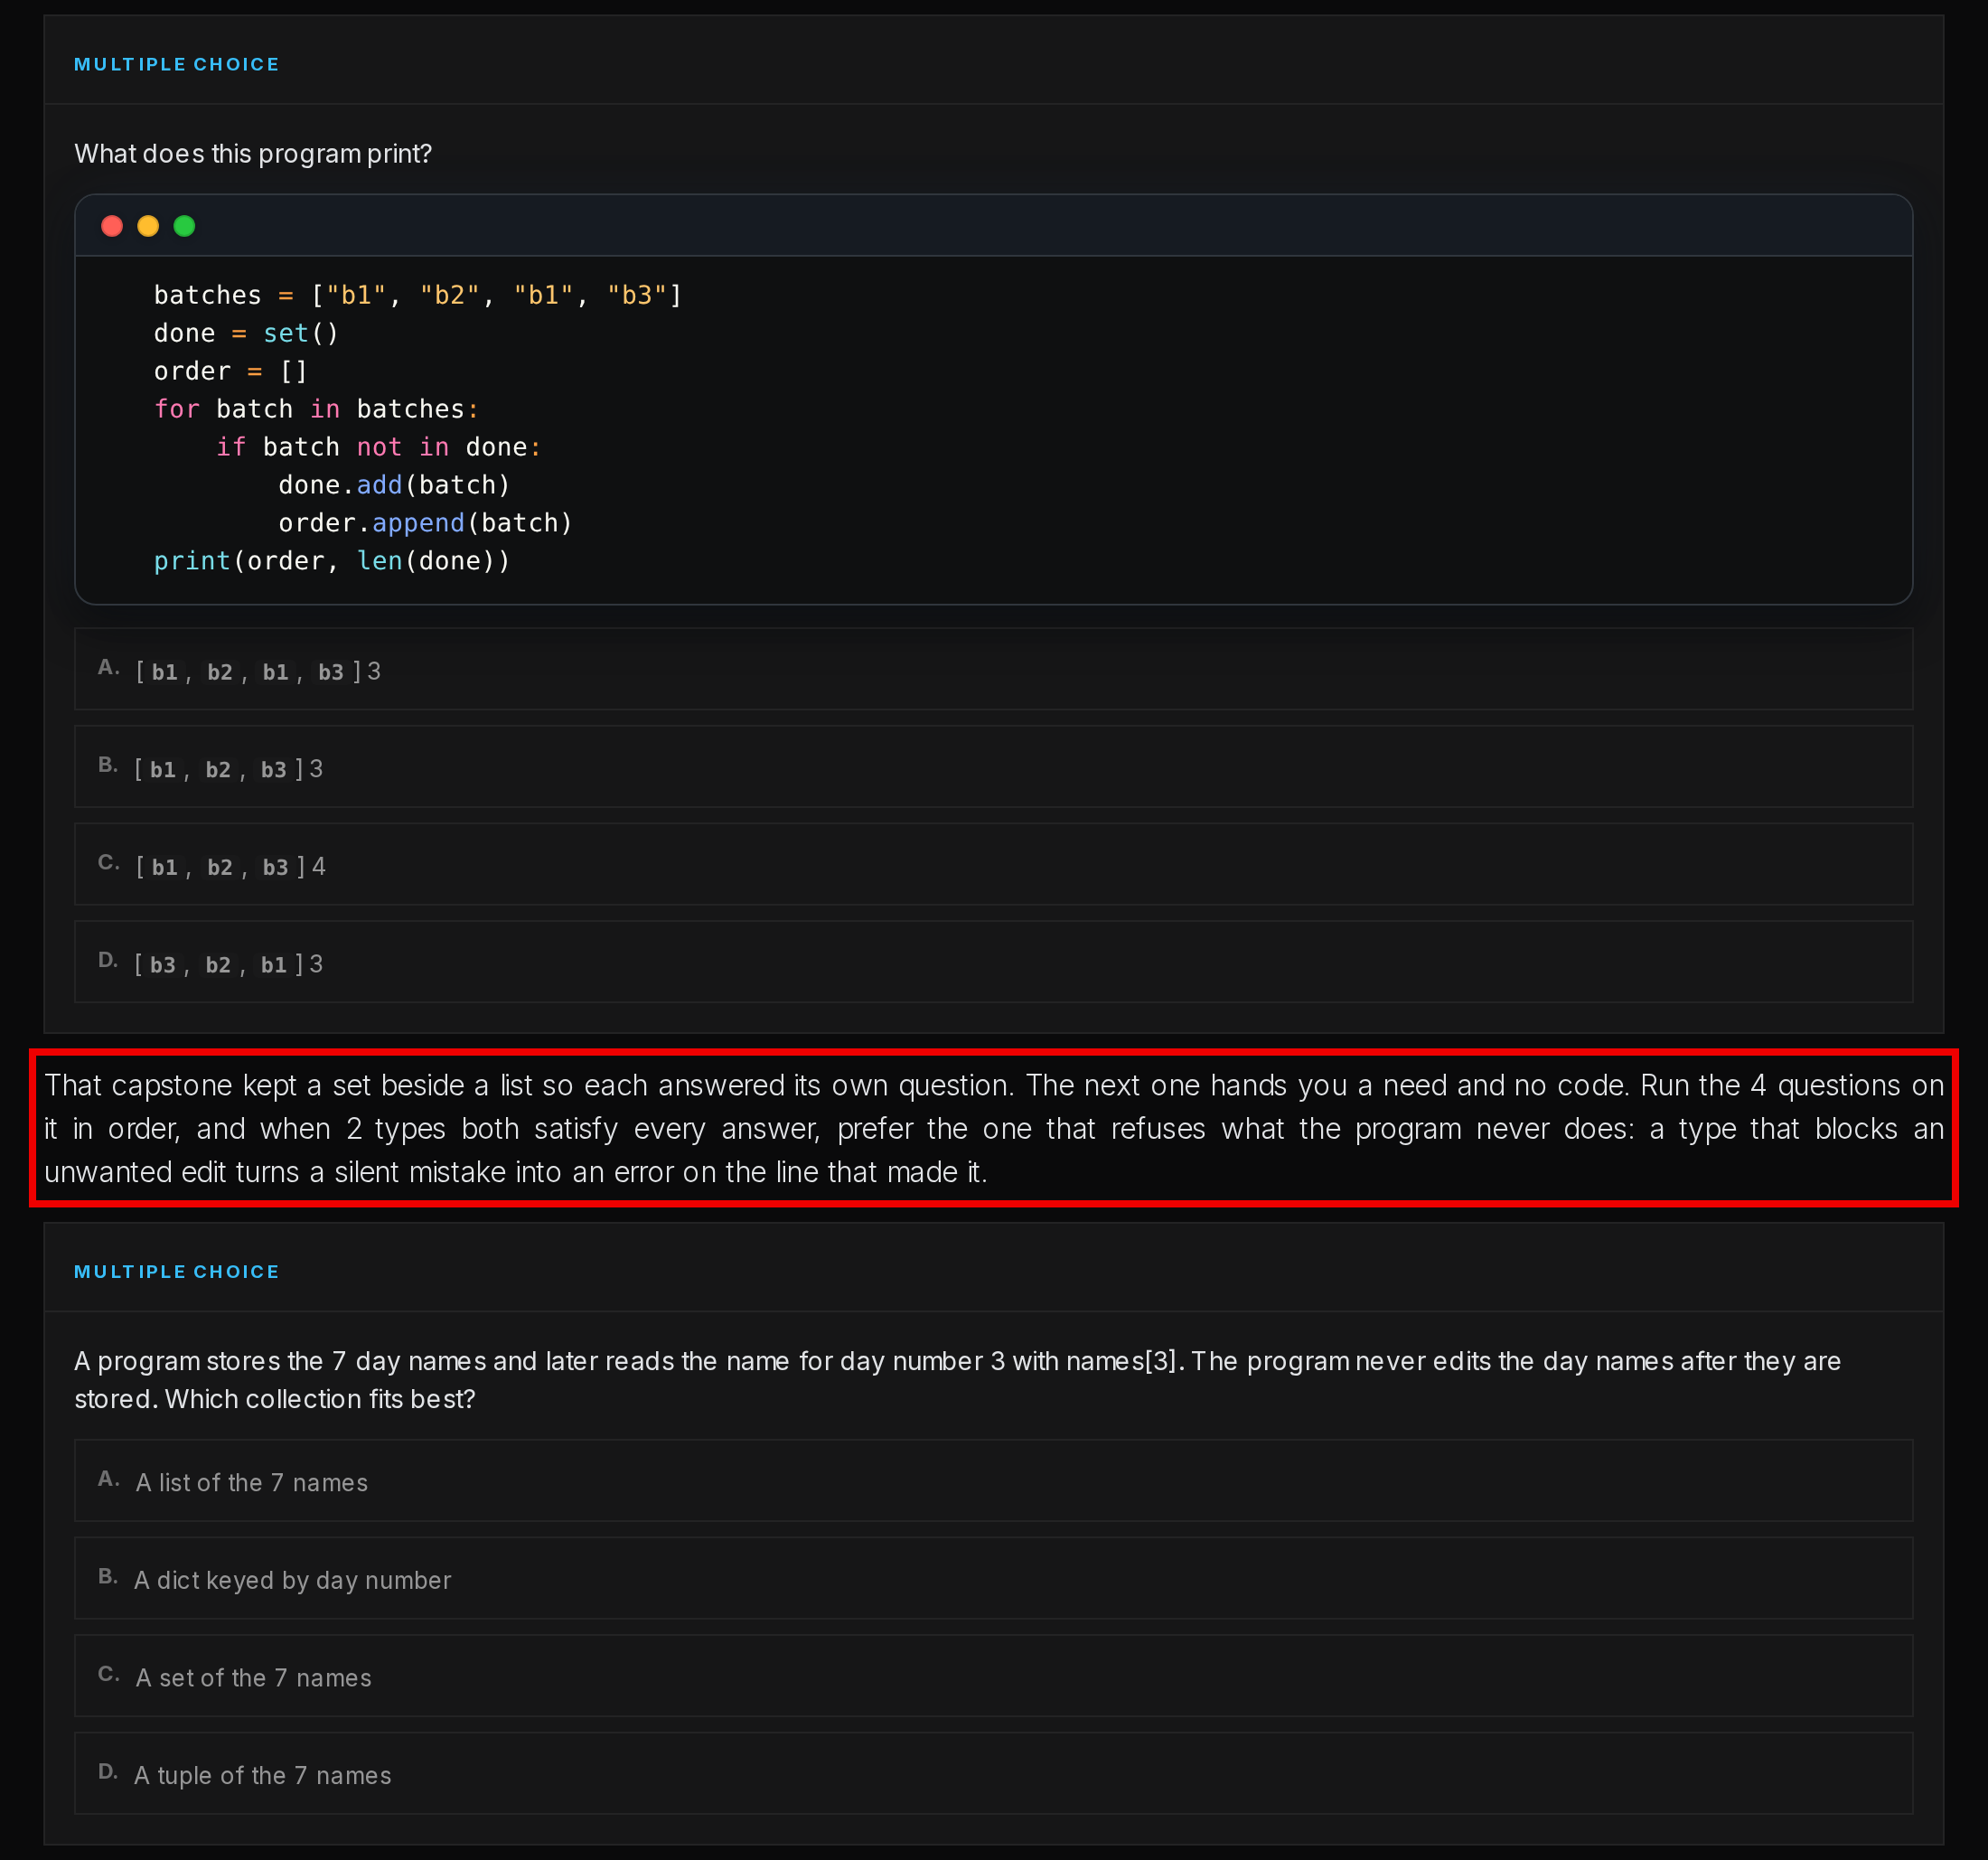 MULTIPLE CHOICE
What does this program print?
batches = ["b1", "b2", "b1", "b3"]
done = set()
order = []
for batch in batches:
    if batch not in done:
        done.add(batch)
        order.append(batch)
print(order, len(done))
A. [ b1 , b2 , b1 , b3 ] 3
B. [ b1 , b2 , b3 ] 3
C. [ b1 , b2 , b3 ] 4
D. [ b3 , b2 , b1 ] 3
That capstone kept a set beside a list so each answered its own question. The next one hands you a need and no code. Run the 4 questions on
it in order, and when 2 types both satisfy every answer, prefer the one that refuses what the program never does: a type that blocks an
unwanted edit turns a silent mistake into an error on the line that made it.
MULTIPLE CHOICE
A program stores the 7 day names and later reads the name for day number 3 with names[3]. The program never edits the day names after they are
stored. Which collection fits best?
A. A list of the 7 names
B. A dict keyed by day number
C. A set of the 7 names
D. A tuple of the 7 names